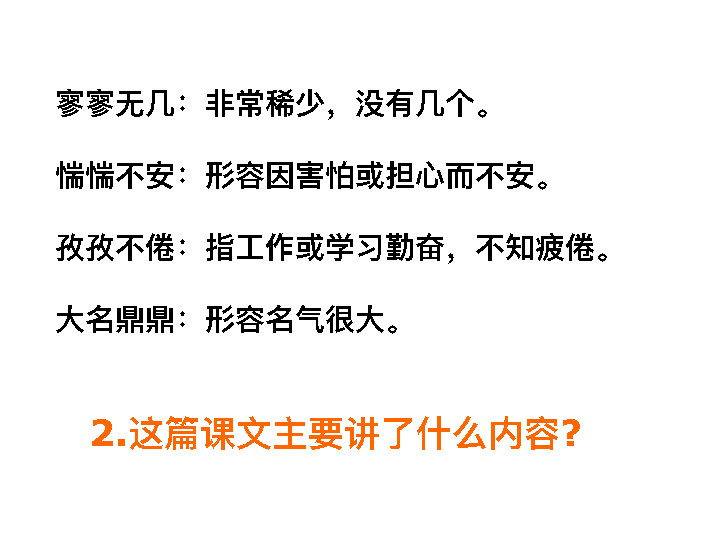 寥寥无几：非常稀少，没有几个。
惴惴不安：形容因害怕或担心而不安。
孜孜不倦：指工作或学习勤奋，不知疲倦。
大名鼎鼎：形容名气很大。
2.这篇课文主要讲了什么内容?